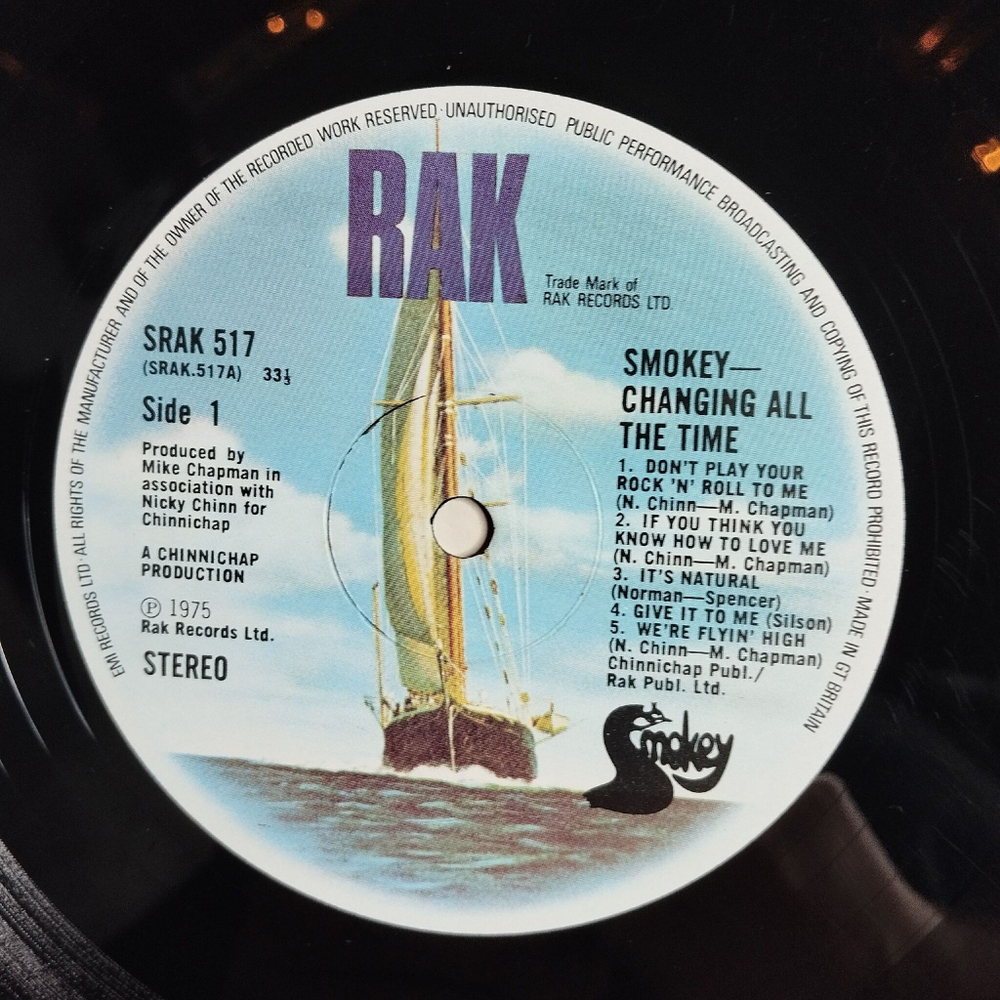 EMI RECORDS LTD·ALL RIGHTS OF THE MANUFACTURER AND OF THE OWNER OF THE RECORDED WORK RESERVED·UNAUTHORISED PUBLIC PERFORMANCE BROADCASTING AND COPYING OF THIS RECORD PROHIBITED MADE IN GT BRITAIN
RAK
Trade Mark of
RAK RECORDS LTD.
SRAK 517
(SRAK.517A) 33⅓
Side 1
Produced by
Mike Chapman in
association with
Nicky Chinn for
Chinnichap
A CHINNICHAP
PRODUCTION
Ⓟ 1975
Rak Records Ltd.
STEREO
SMOKEY—
CHANGING ALL
THE TIME
1. DON'T PLAY YOUR
ROCK 'N' ROLL TO ME
(N. Chinn—M. Chapman)
2. IF YOU THINK YOU
KNOW HOW TO LOVE ME
(N. Chinn—M. Chapman)
3. IT'S NATURAL
(Norman—Spencer)
4. GIVE IT TO ME (Silson)
5. WE'RE FLYIN' HIGH
(N. Chinn—M. Chapman)
Chinnichap Publ./
Rak Publ. Ltd.
Smokey